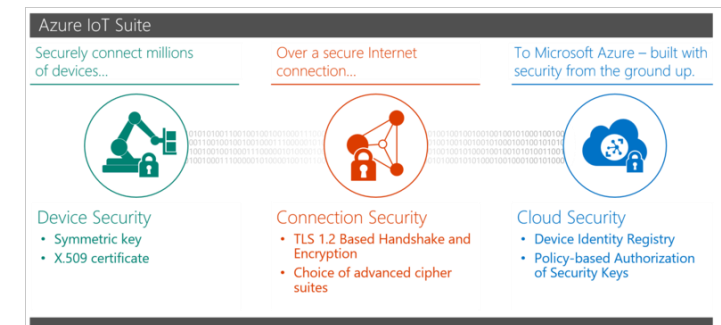 Azure IoT Suite
Securely connect millions
of devices...
Over a secure Internet
connection...
To Microsoft Azure – built with
security from the ground up.
Device Security
• Symmetric key
• X.509 certificate
Connection Security
• TLS 1.2 Based Handshake and
Encryption
• Choice of advanced cipher
suites
Cloud Security
• Device Identity Registry
• Policy-based Authorization
of Security Keys